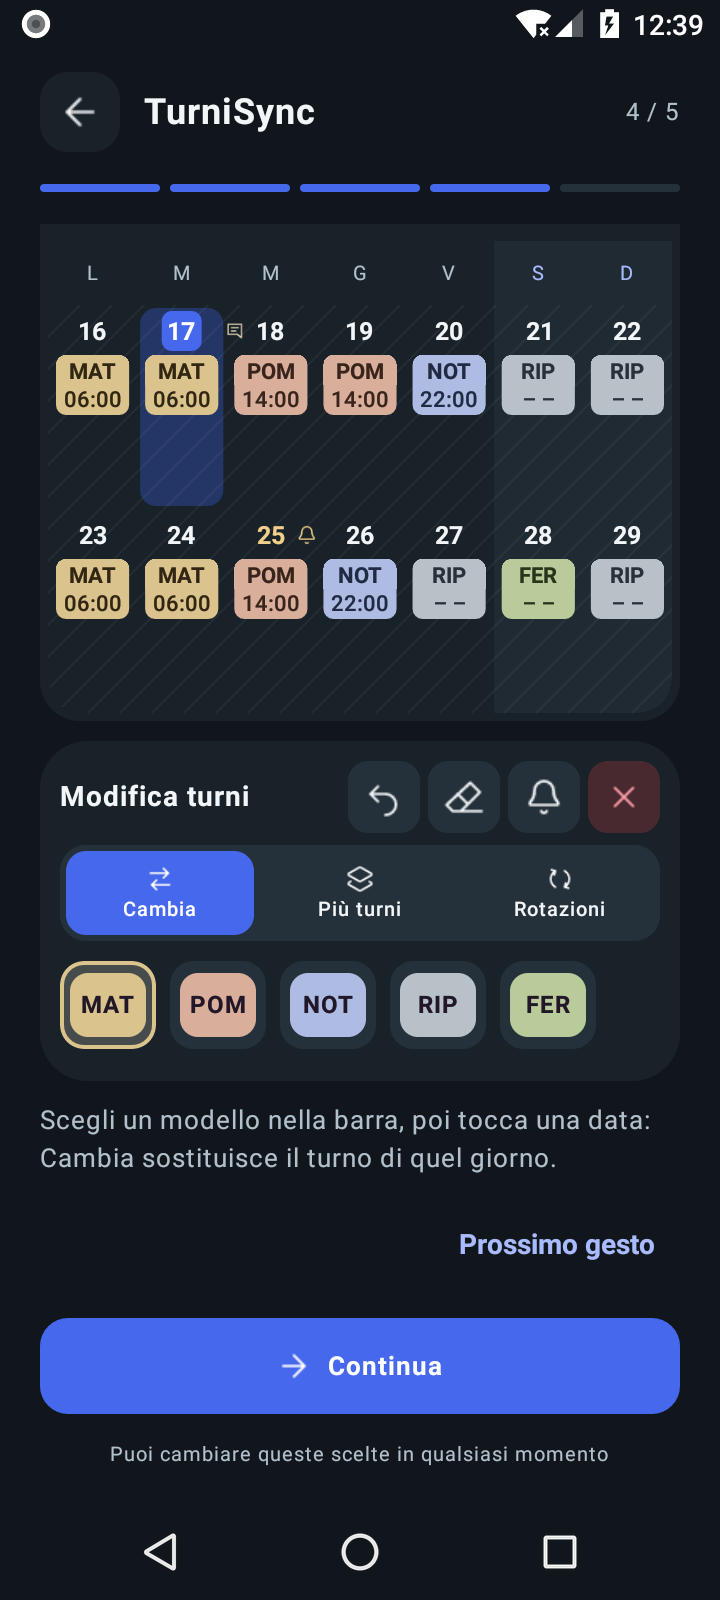 12:39
TurniSync
4 / 5
L M M G V S D
16 17 18 19 20 21 22
MAT MAT POM POM NOT RIP RIP
06:00 06:00 14:00 14:00 22:00 – – – –
23 24 25 26 27 28 29
MAT MAT POM NOT RIP FER RIP
06:00 06:00 14:00 22:00 – – – – – –
Modifica turni
Cambia Più turni Rotazioni
MAT POM NOT RIP FER
Scegli un modello nella barra, poi tocca una data:
Cambia sostituisce il turno di quel giorno.
Prossimo gesto
Continua
Puoi cambiare queste scelte in qualsiasi momento